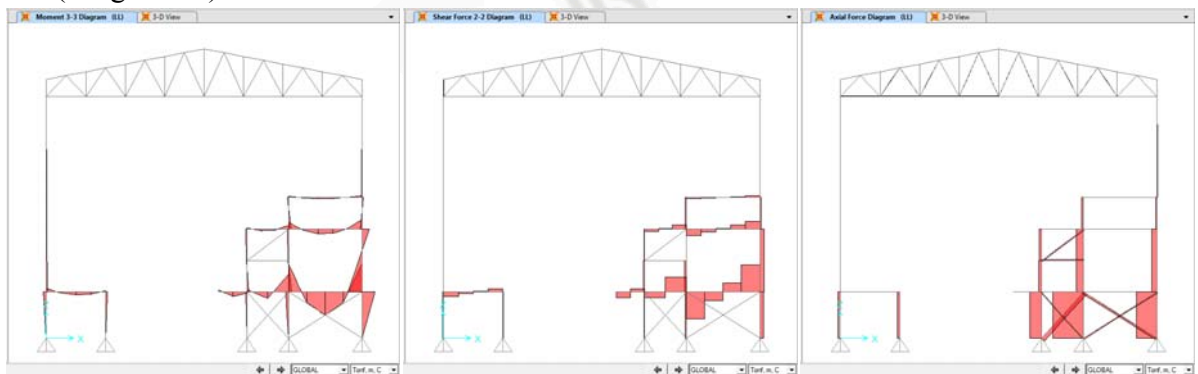 Moment 3-3 Diagram (LL)
3-D View
Shear Force 2-2 Diagram (LL)
3-D View
Axial Force Diagram (LL)
3-D View
X
X
X
GLOBAL
Tonf, m, C
GLOBAL
Tonf, m, C
GLOBAL
Tonf, m, C